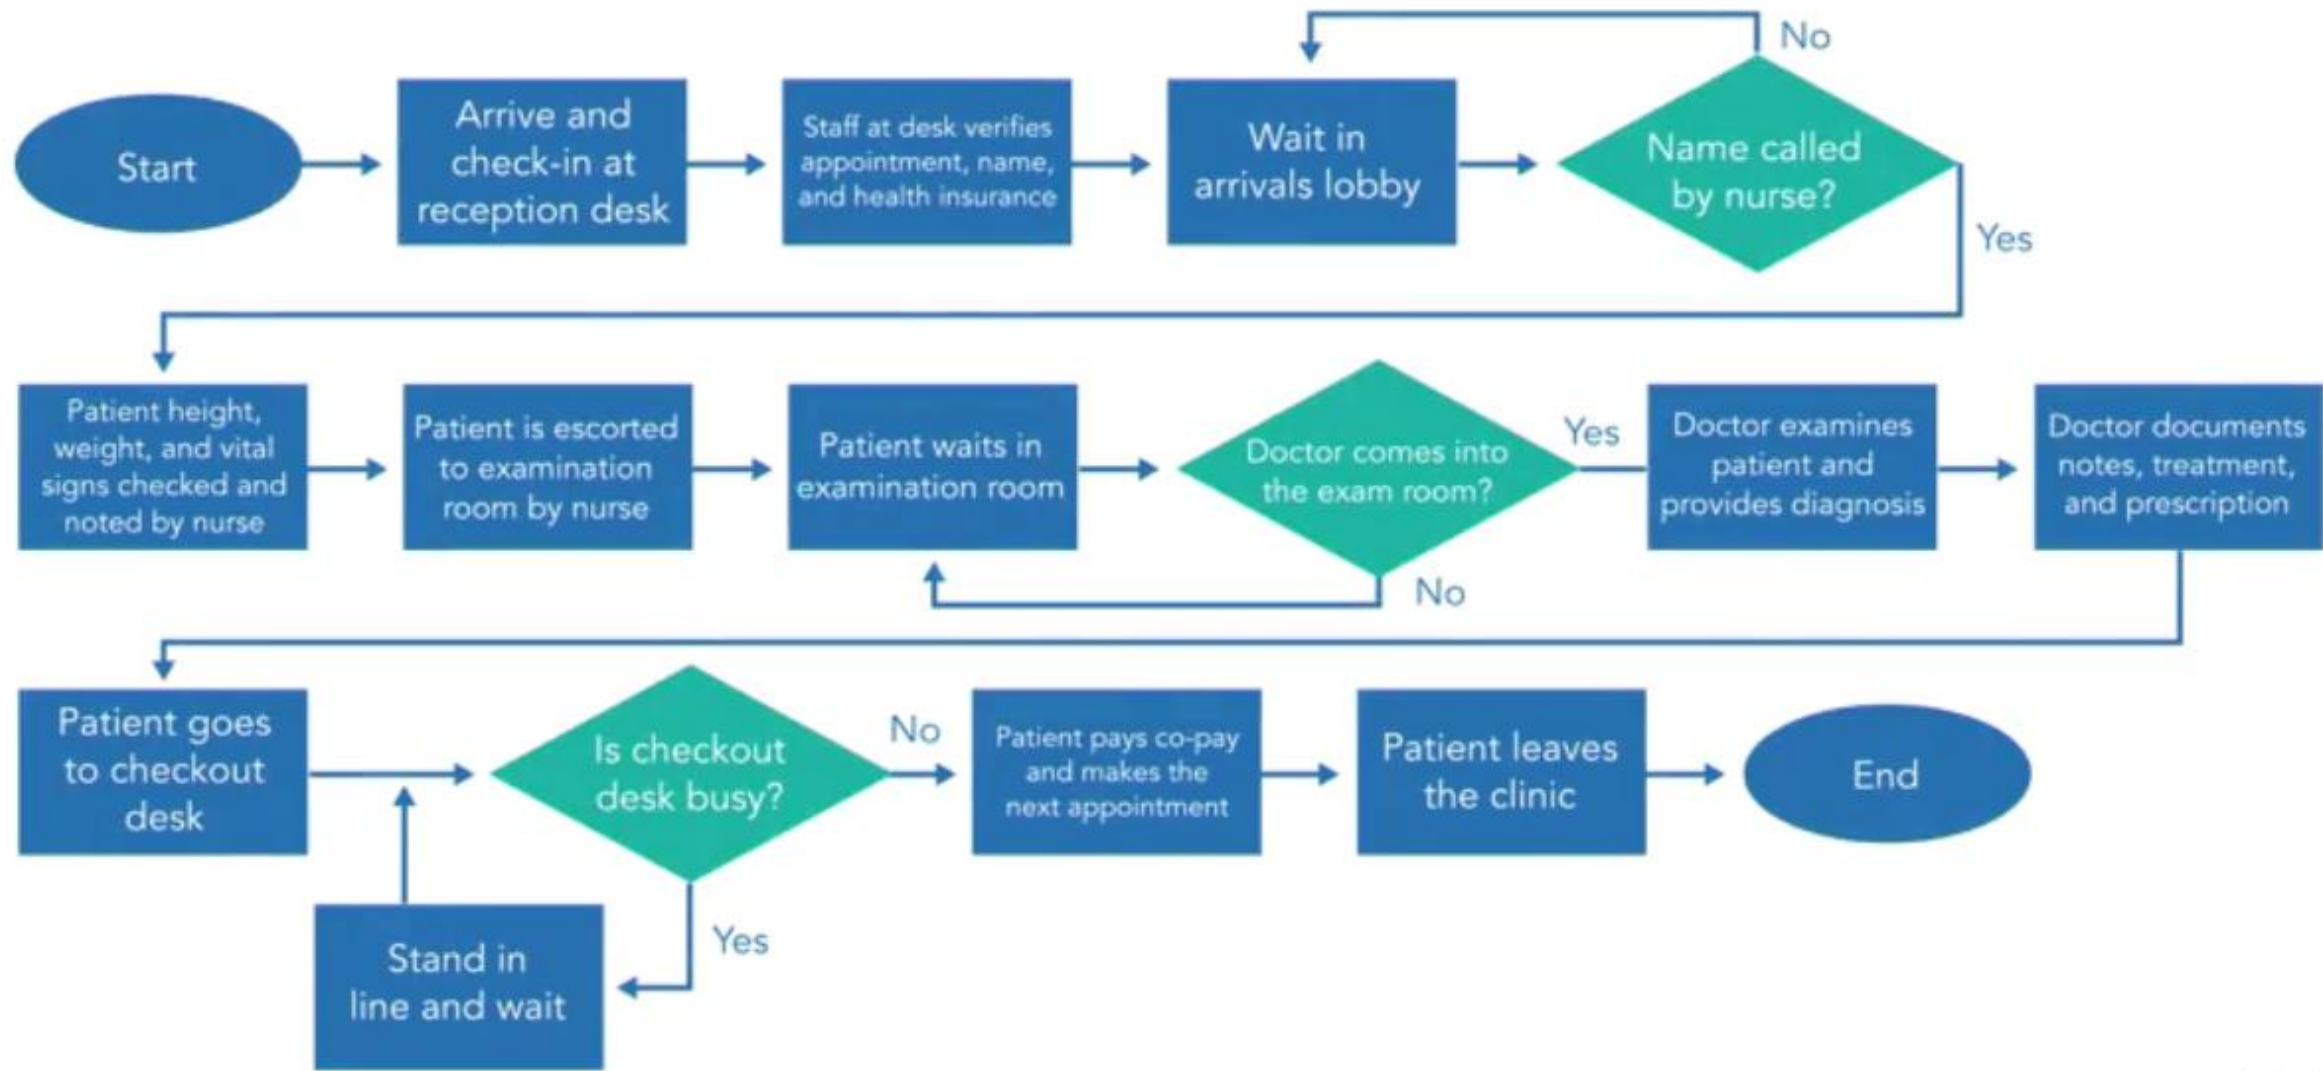 Start
Arrive and
check-in at
reception desk
Staff at desk verifies
appointment, name,
and health insurance
Wait in
arrivals lobby
Name called
by nurse?
No
Yes
Patient height,
weight, and vital
signs checked and
noted by nurse
Patient is escorted
to examination
room by nurse
Patient waits in
examination room
Doctor comes into
the exam room?
Yes
No
Doctor examines
patient and
provides diagnosis
Doctor documents
notes, treatment,
and prescription
Patient goes
to checkout
desk
Is checkout
desk busy?
No
Yes
Stand in
line and wait
Patient pays co-pay
and makes the
next appointment
Patient leaves
the clinic
End